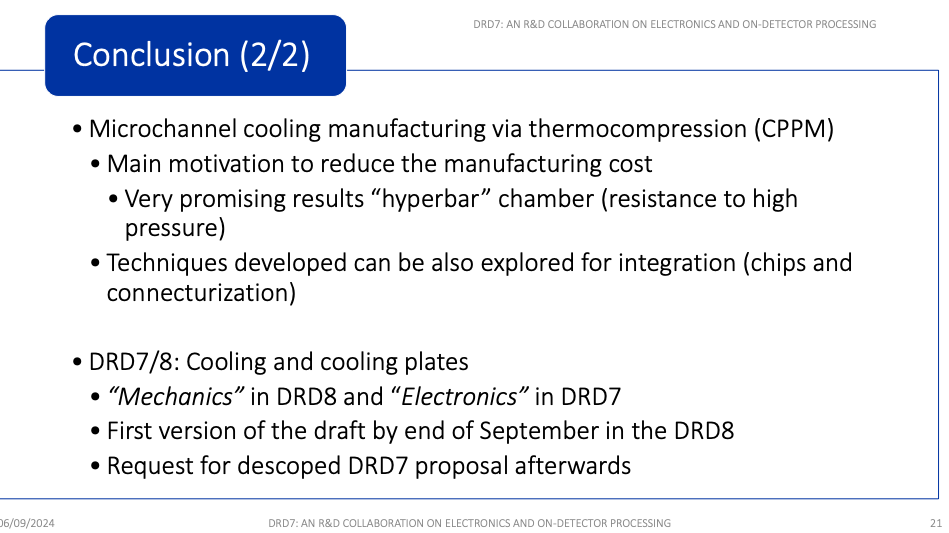 DRD7: AN R&D COLLABORATION ON ELECTRONICS AND ON-DETECTOR PROCESSING
Conclusion (2/2)
• Microchannel cooling manufacturing via thermocompression (CPPM)
• Main motivation to reduce the manufacturing cost
• Very promising results “hyperbar” chamber (resistance to high
pressure)
• Techniques developed can be also explored for integration (chips and
connecturization)
• DRD7/8: Cooling and cooling plates
• “Mechanics” in DRD8 and “Electronics” in DRD7
• First version of the draft by end of September in the DRD8
• Request for descoped DRD7 proposal afterwards
06/09/2024
DRD7: AN R&D COLLABORATION ON ELECTRONICS AND ON-DETECTOR PROCESSING
21